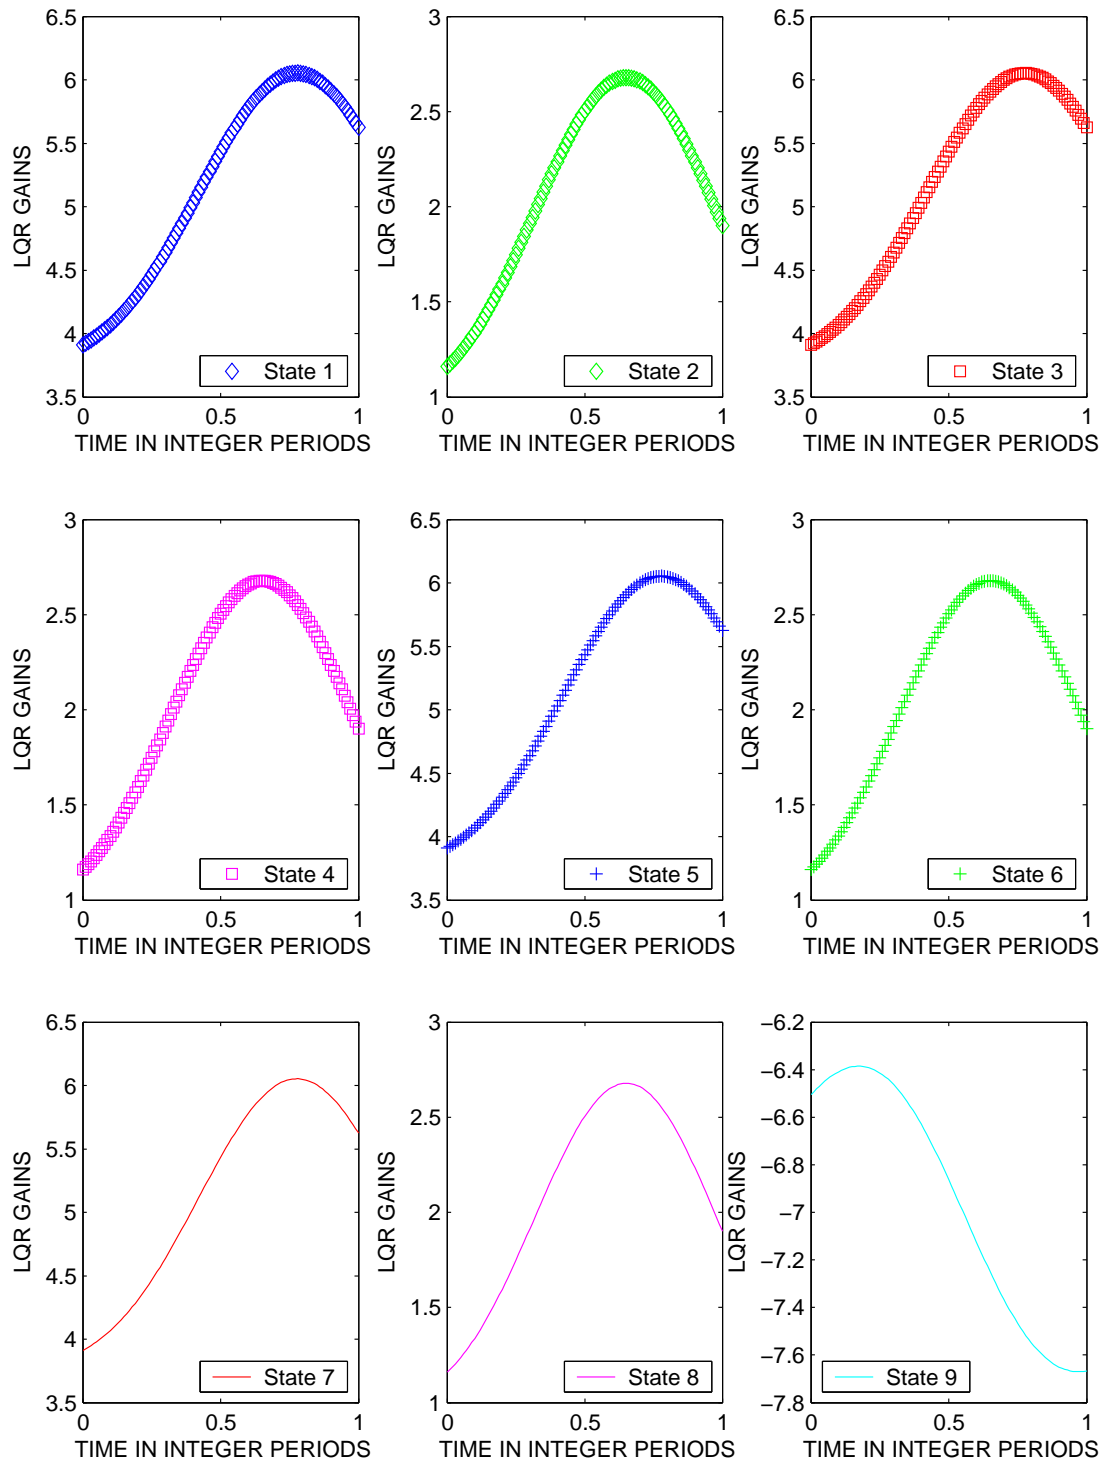 6.5
6
5.5
5
4.5
4
3.5
LQR GAINS
State 1
0 0.5 1
TIME IN INTEGER PERIODS
3
2.5
2
1.5
1
LQR GAINS
State 2
0 0.5 1
TIME IN INTEGER PERIODS
6.5
6
5.5
5
4.5
4
3.5
LQR GAINS
State 3
0 0.5 1
TIME IN INTEGER PERIODS
3
2.5
2
1.5
1
LQR GAINS
State 4
0 0.5 1
TIME IN INTEGER PERIODS
6.5
6
5.5
5
4.5
4
3.5
LQR GAINS
State 5
0 0.5 1
TIME IN INTEGER PERIODS
3
2.5
2
1.5
1
LQR GAINS
State 6
0 0.5 1
TIME IN INTEGER PERIODS
6.5
6
5.5
5
4.5
4
3.5
LQR GAINS
State 7
0 0.5 1
TIME IN INTEGER PERIODS
3
2.5
2
1.5
1
LQR GAINS
State 8
0 0.5 1
TIME IN INTEGER PERIODS
−6.2
−6.4
−6.6
−6.8
−7
−7.2
−7.4
−7.6
−7.8
LQR GAINS
State 9
0 0.5 1
TIME IN INTEGER PERIODS